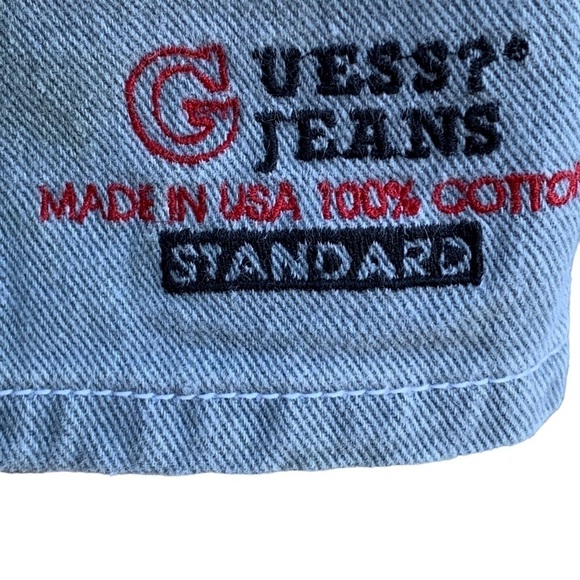 GUESS?®
JEANS
MADE IN USA 100% COTTO
STANDARD